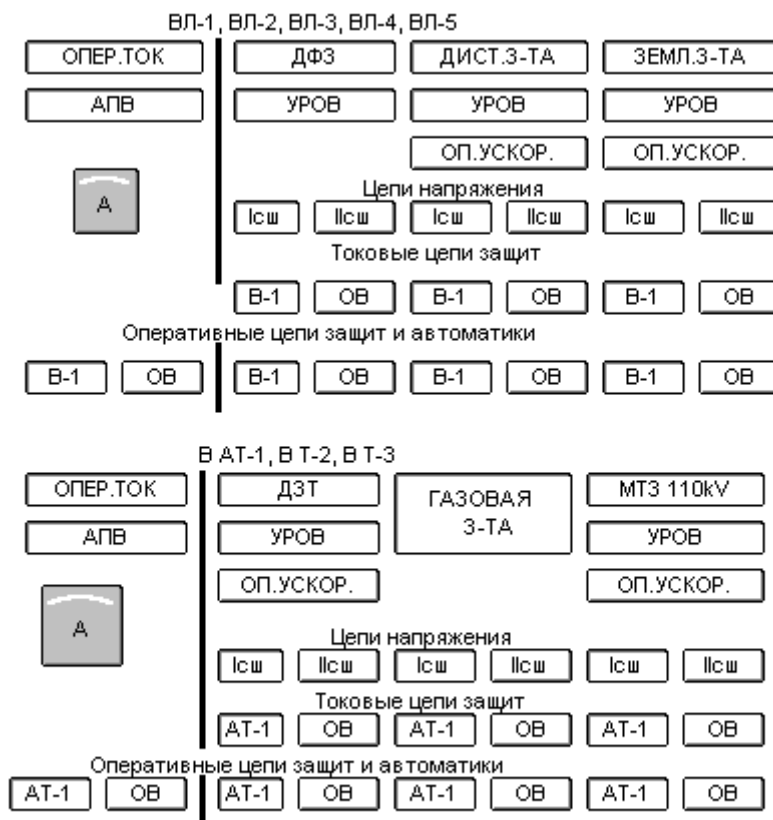 ВЛ-1, ВЛ-2, ВЛ-3, ВЛ-4, ВЛ-5
ОПЕР.ТОК ДФЗ ДИСТ.З-ТА ЗЕМЛ.З-ТА
АПВ УРОВ УРОВ УРОВ
ОП.УСКОР. ОП.УСКОР.
А
Цепи напряжения
Iсш IIсш Iсш IIсш Iсш IIсш
Токовые цепи защит
В-1 ОВ В-1 ОВ В-1 ОВ
Оперативные цепи защит и автоматики
В-1 ОВ В-1 ОВ В-1 ОВ В-1 ОВ
В АТ-1, В Т-2, В Т-3
ОПЕР.ТОК ДЗТ ГАЗОВАЯ МТЗ 110kV
З-ТА
АПВ УРОВ УРОВ
ОП.УСКОР. ОП.УСКОР.
А
Цепи напряжения
Iсш IIсш Iсш IIсш Iсш IIсш
Токовые цепи защит
АТ-1 ОВ АТ-1 ОВ АТ-1 ОВ
Оперативные цепи защит и автоматики
АТ-1 ОВ АТ-1 ОВ АТ-1 ОВ АТ-1 ОВ